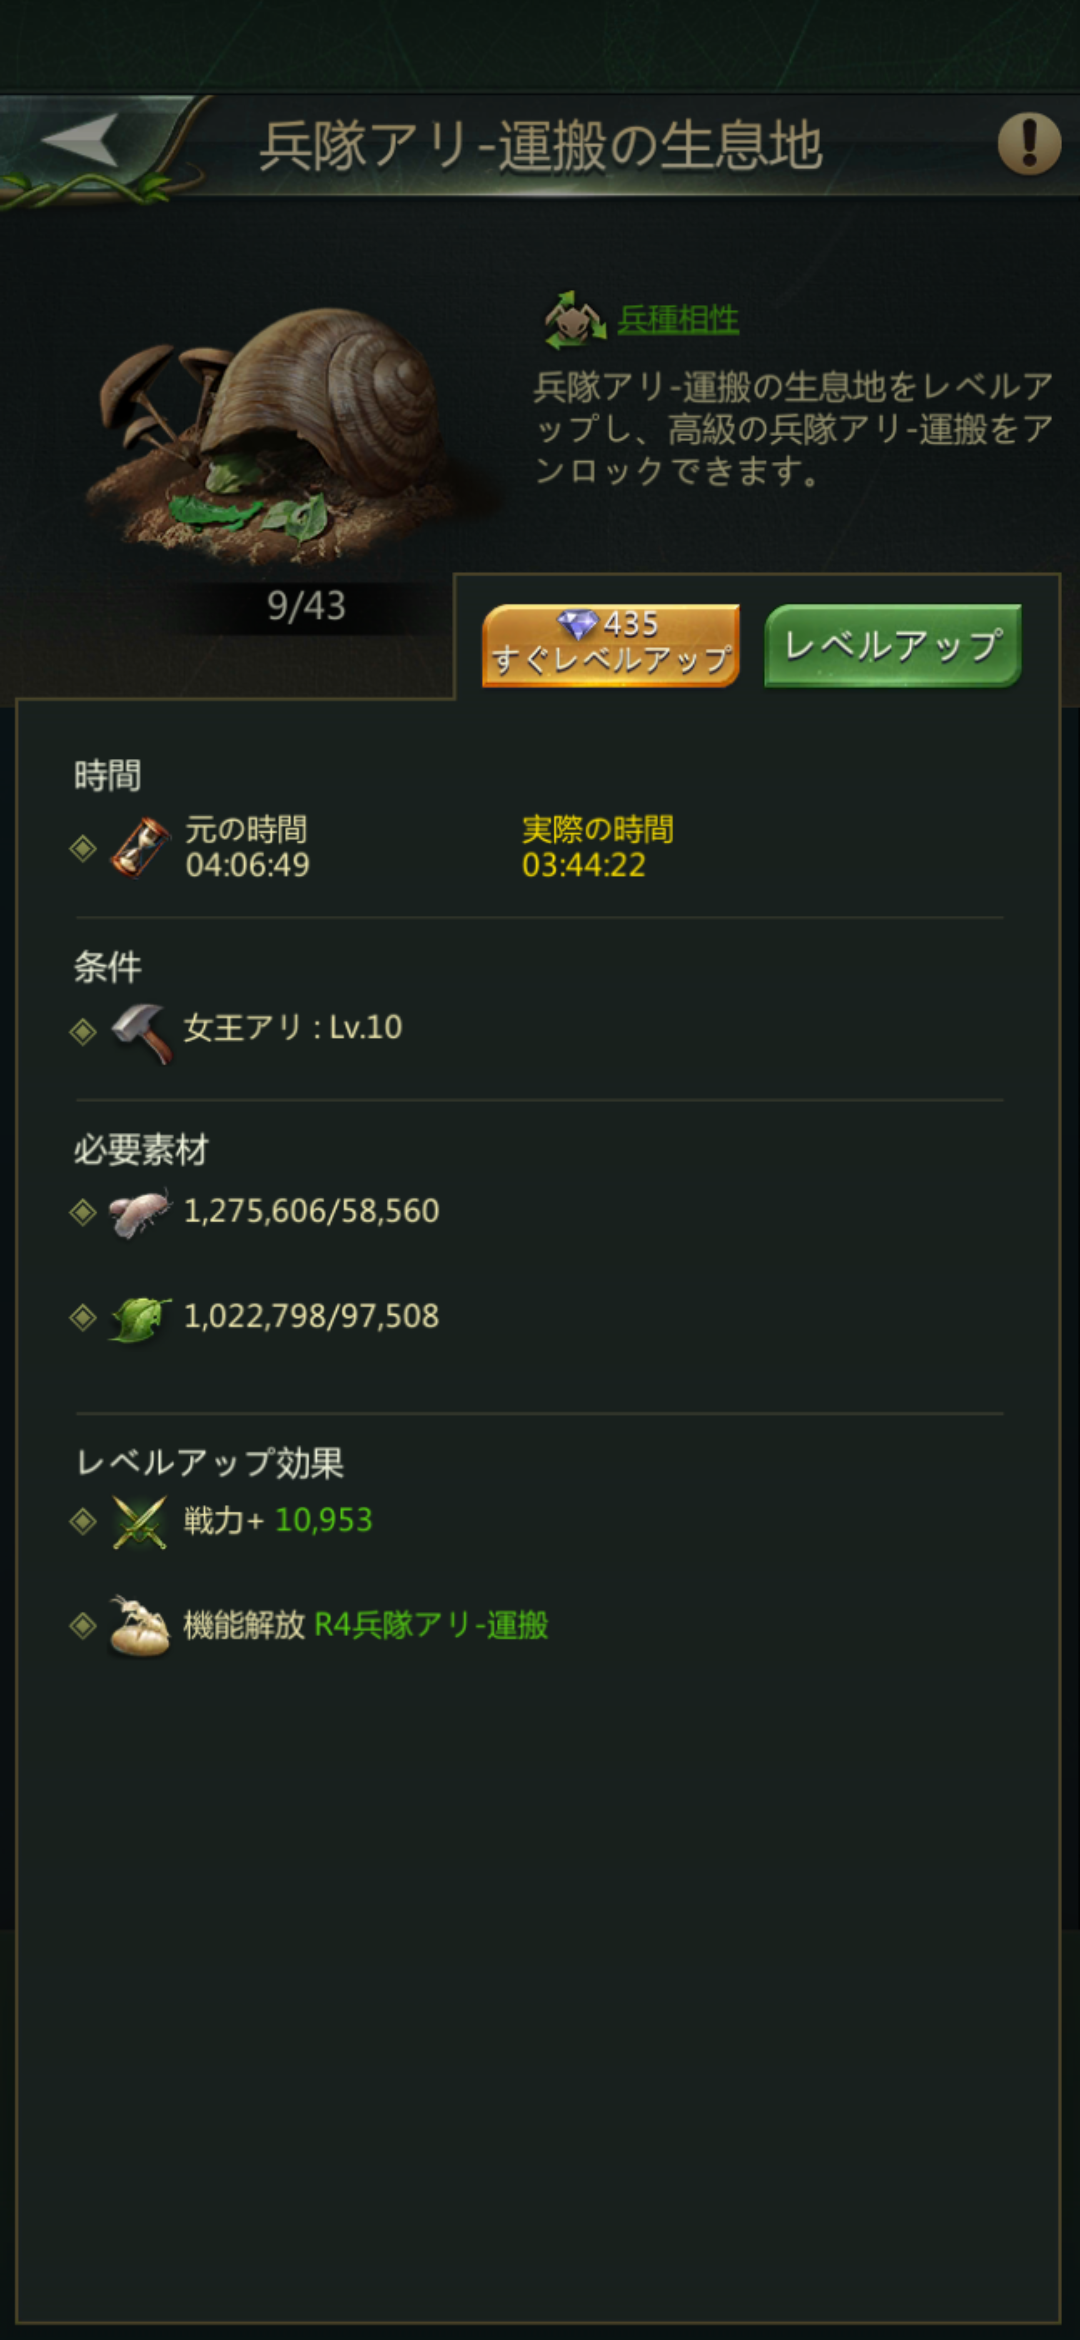 兵隊アリ-運搬の生息地
兵種相性
兵隊アリ-運搬の生息地をレベルア
ップし、高級の兵隊アリ-運搬をア
ンロックできます。
9/43
435
すぐレベルアップ
レベルアップ
時間
元の時間
04:06:49
実際の時間
03:44:22
条件
女王アリ : Lv.10
必要素材
1,275,606/58,560
1,022,798/97,508
レベルアップ効果
戦力+ 10,953
機能解放 R4兵隊アリ-運搬